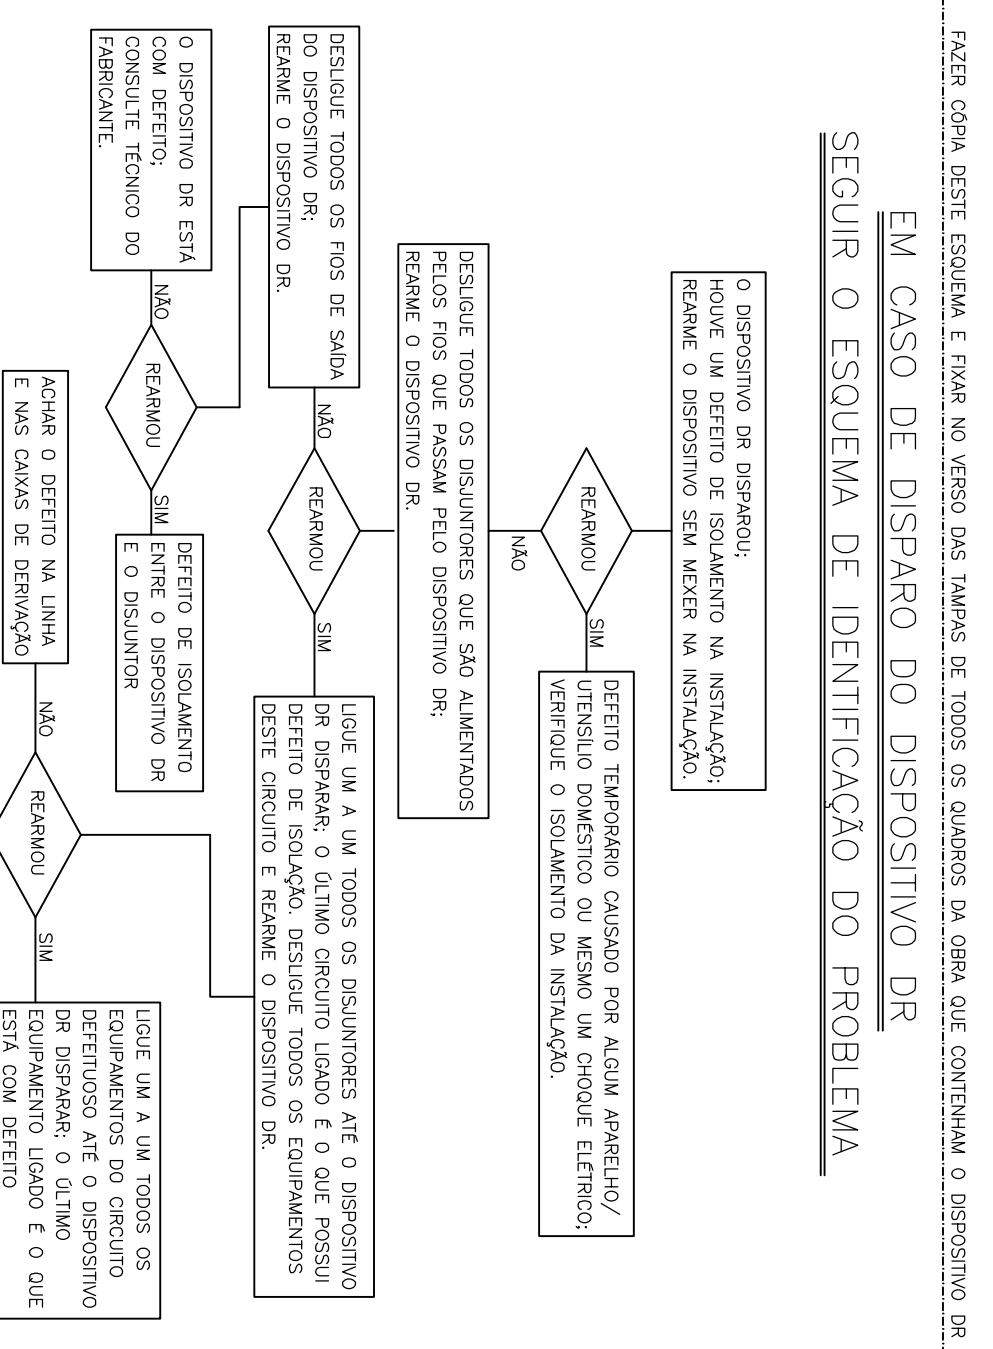 FAZER CÓPIA DESTE ESQUEMA E FIXAR NO VERSO DAS TAMPAS DE TODOS OS QUADROS DA OBRA QUE CONTENHAM O DISPOSITIVO DR
EM CASO DE DISPARO DO DISPOSITIVO DR
SEGUIR O ESQUEMA DE IDENTIFICAÇÃO DO PROBLEMA
O DISPOSITIVO DR DISPAROU;
HOUVE UM DEFEITO DE ISOLAMENTO NA INSTALAÇÃO;
REARME O DISPOSITIVO SEM MEXER NA INSTALAÇÃO.
REARMOU
SIM
NÃO
DEFEITO TEMPORÁRIO CAUSADO POR ALGUM APARELHO/
UTENSÍLIO DOMÉSTICO OU MESMO UM CHOQUE ELÉTRICO;
VERIFIQUE O ISOLAMENTO DA INSTALAÇÃO.
DESLIGUE TODOS OS DISJUNTORES QUE SÃO ALIMENTADOS
PELOS FIOS QUE PASSAM PELO DISPOSITIVO DR;
REARME O DISPOSITIVO DR.
REARMOU
NÃO
SIM
DESLIGUE TODOS OS FIOS DE SAÍDA
DO DISPOSITIVO DR;
REARME O DISPOSITIVO DR.
LIGUE UM A UM TODOS OS DISJUNTORES ATÉ O DISPOSITIVO
DR DISPARAR; O ÚLTIMO CIRCUITO LIGADO É O QUE POSSUI
DEFEITO DE ISOLAÇÃO. DESLIGUE TODOS OS EQUIPAMENTOS
DESTE CIRCUITO E REARME O DISPOSITIVO DR.
REARMOU
NÃO
SIM
O DISPOSITIVO DR ESTÁ
COM DEFEITO;
CONSULTE TÉCNICO DO
FABRICANTE.
DEFEITO DE ISOLAMENTO
ENTRE O DISPOSITIVO DR
E O DISJUNTOR
REARMOU
NÃO
SIM
ACHAR O DEFEITO NA LINHA
E NAS CAIXAS DE DERIVAÇÃO
LIGUE UM A UM TODOS OS
EQUIPAMENTOS DO CIRCUITO
DEFEITUOSO ATÉ O DISPOSITIVO
DR DISPARAR; O ÚLTIMO
EQUIPAMENTO LIGADO É O QUE
ESTÁ COM DEFEITO